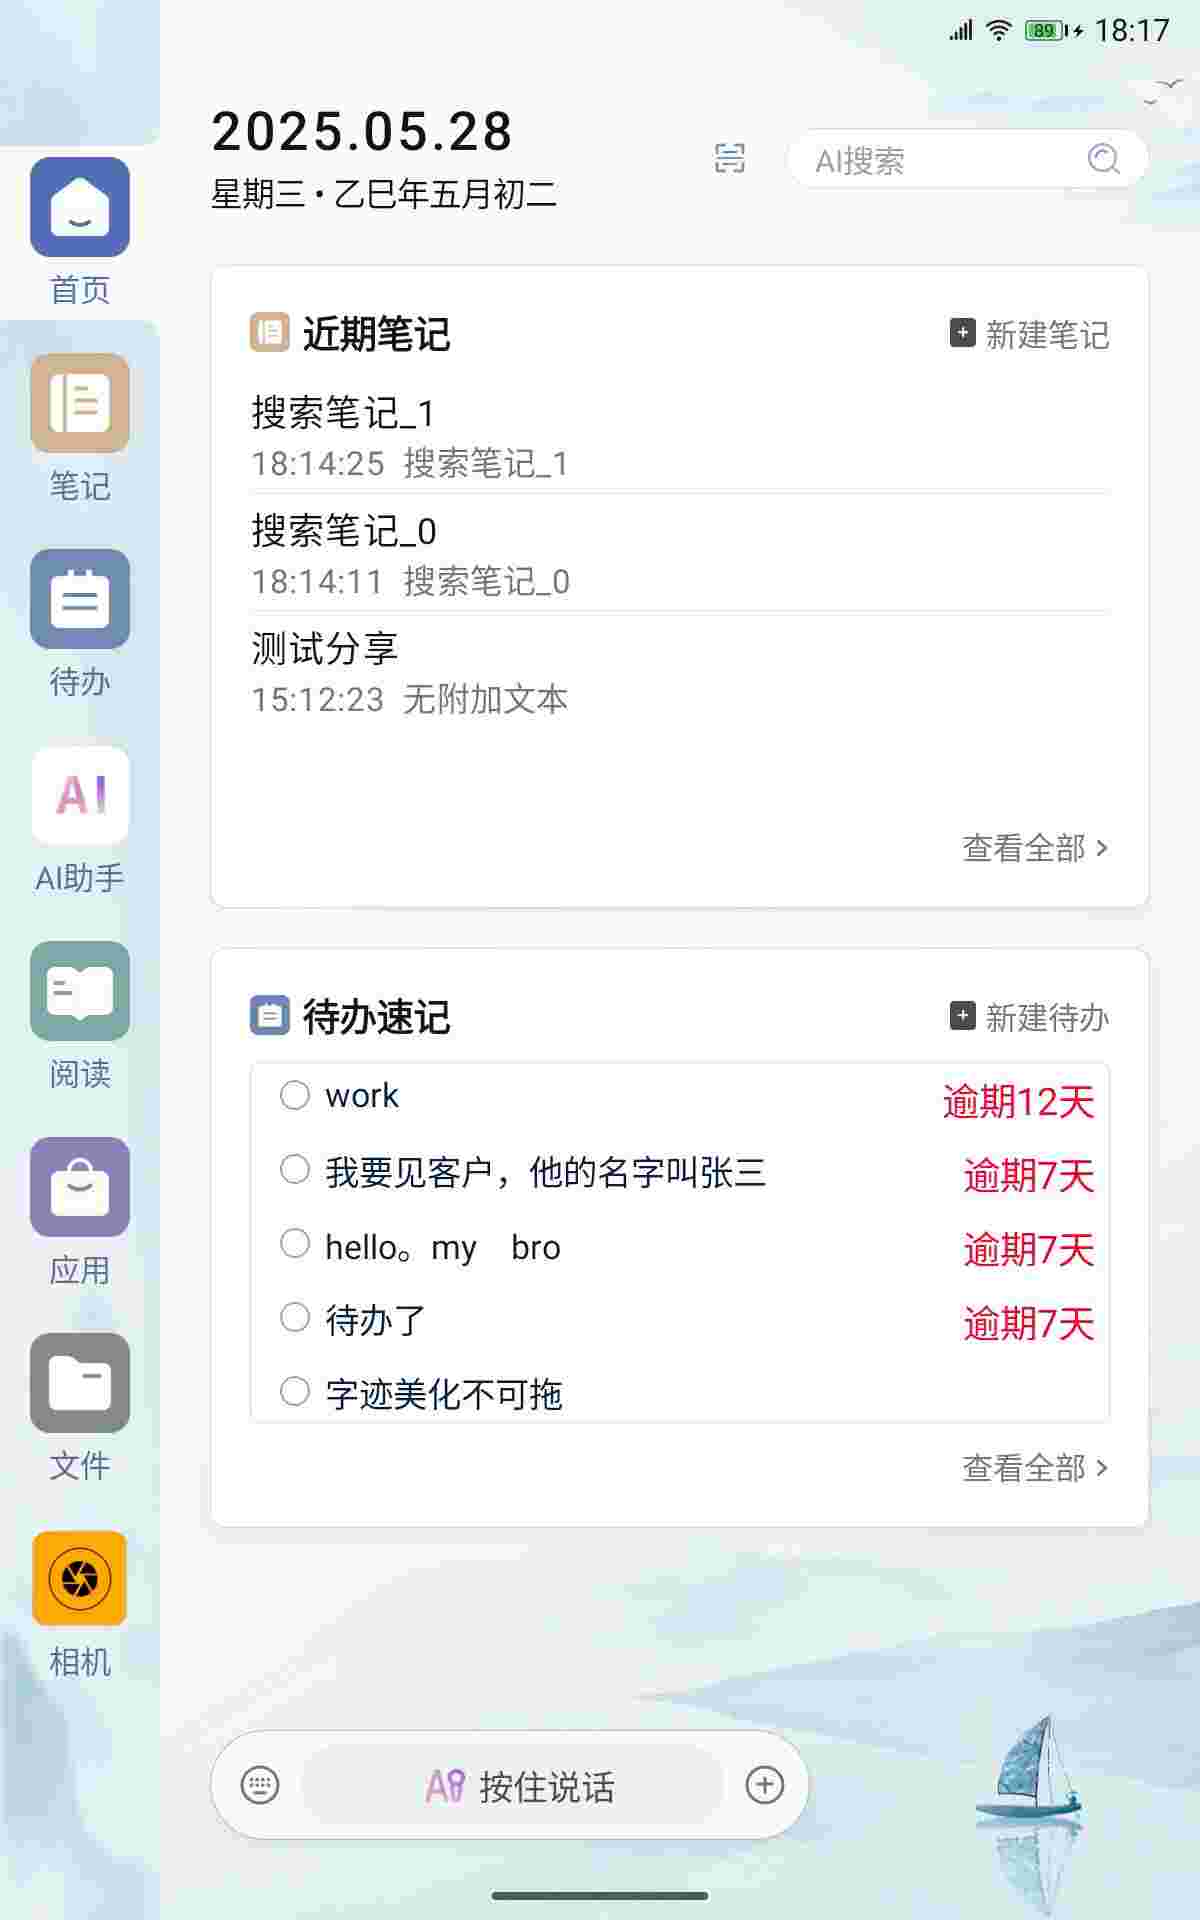 89 18:17
2025.05.28
星期三·乙巳年五月初二
AI搜索
首页
笔记
待办
AI
AI助手
阅读
应用
文件
相机
近期笔记
新建笔记
搜索笔记_1
18:14:25 搜索笔记_1
搜索笔记_0
18:14:11 搜索笔记_0
测试分享
15:12:23 无附加文本
查看全部 >
待办速记
新建待办
work 逾期12天
我要见客户，他的名字叫张三 逾期7天
hello。my bro 逾期7天
待办了 逾期7天
字迹美化不可拖
查看全部 >
按住说话